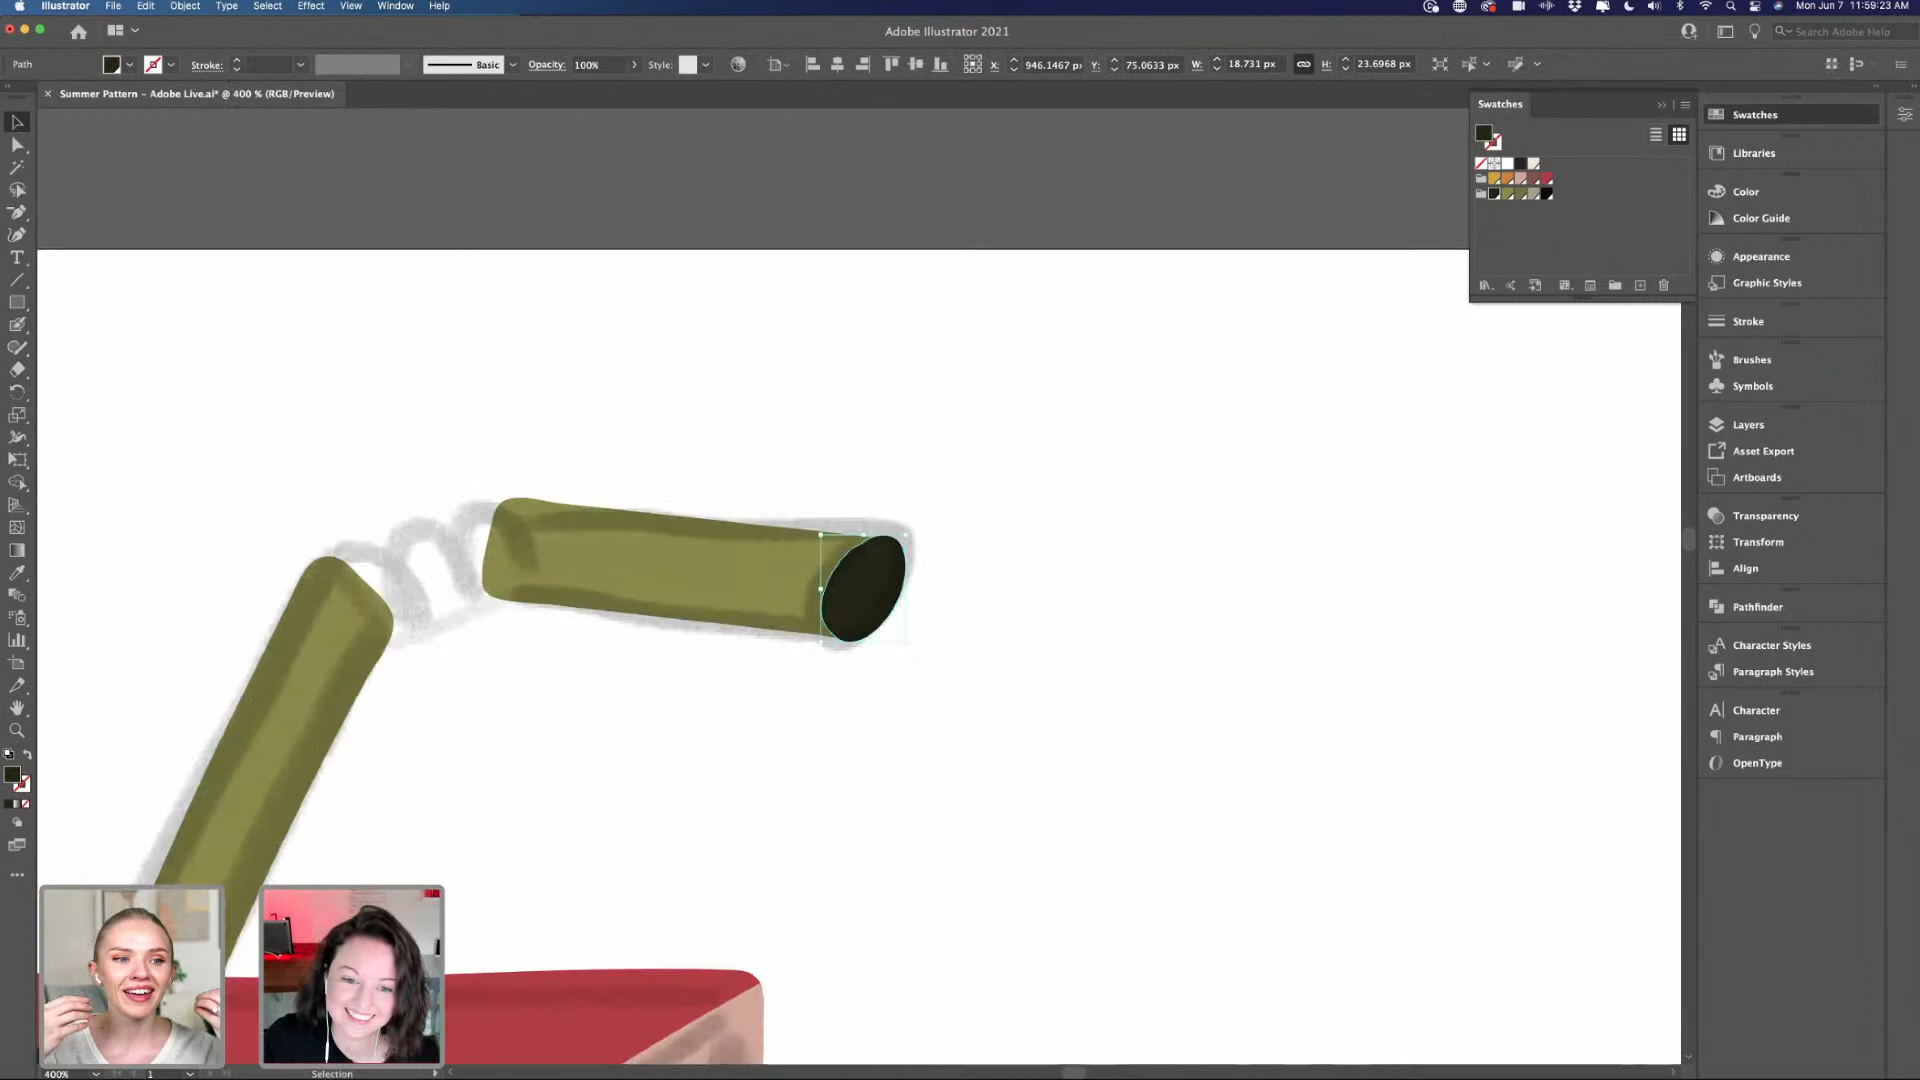 Illustrator File Edit Object Type Select Effect View Window Help Mon Jun 7 11:59:23 AM
Adobe Illustrator 2021 Search Adobe Help
Path Stroke: Basic Opacity: 100% Style: X: 946.1467 px Y: 75.0633 px W: 18.731 px H: 23.6968 px
× Summer Pattern – Adobe Live.ai* @ 400 % (RGB/Preview)
Swatches
Swatches
Libraries
Color
Color Guide
Appearance
Graphic Styles
Stroke
Brushes
Symbols
Layers
Asset Export
Artboards
Transparency
Transform
Align
Pathfinder
Character Styles
Paragraph Styles
Character
Paragraph
OpenType
400% 1 Selection